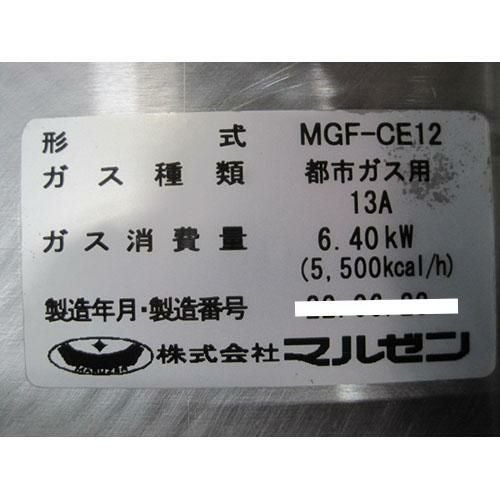 形式 MGF-CE12
ガス種類 都市ガス用
13A
ガス消費量 6.40kW
(5,500kcal/h)
製造年月・製造番号
MARUZEN 株式会社マルゼン